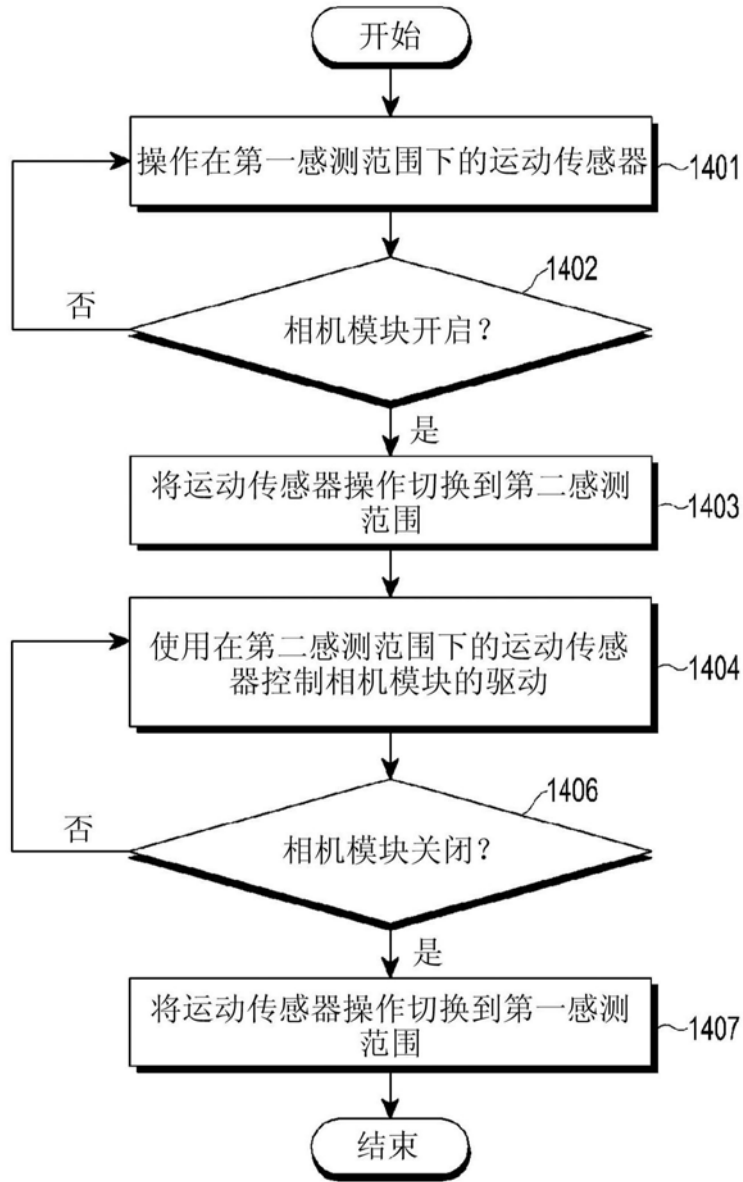 开始
操作在第一感测范围下的运动传感器
1401
1402
相机模块开启？
否
是
将运动传感器操作切换到第二感测
范围
1403
使用在第二感测范围下的运动传感
器控制相机模块的驱动
1404
1406
相机模块关闭？
否
是
将运动传感器操作切换到第一感测
范围
1407
结束